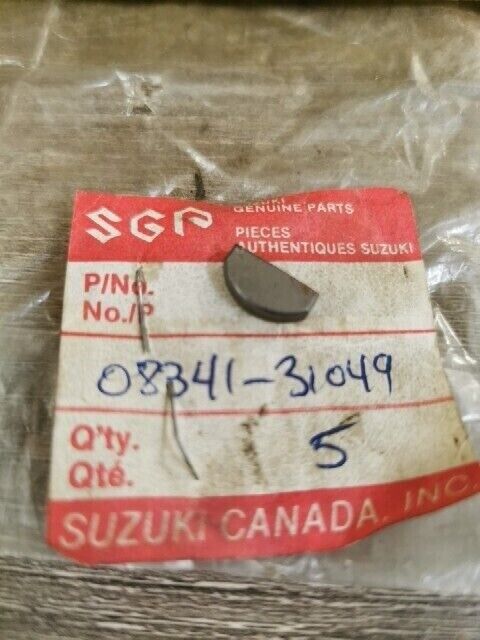 SGP
GENUINE PARTS
PIECES
AUTHENTIQUES SUZUKI
P/No.
No./P
08341-31049
Q'ty.
Qté.
5
SUZUKI CANADA, INC.